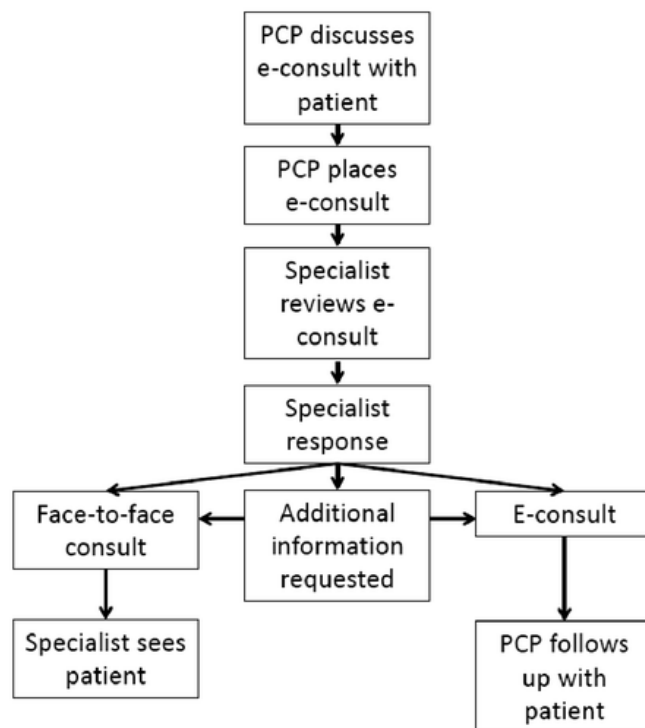 PCP discusses
e-consult with
patient
PCP places
e-consult
Specialist
reviews e-
consult
Specialist
response
Face-to-face
consult
Additional
information
requested
E-consult
Specialist sees
patient
PCP follows
up with
patient